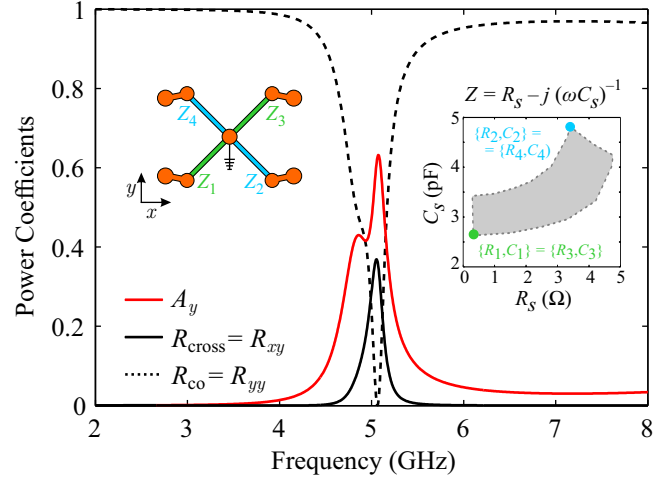 Power Coefficients
1
0.8
0.6
0.4
0.2
0
2
3
4
5
6
7
8
Frequency (GHz)
Z4
Z3
Z1
Z2
y
x
Ay
Rcross= Rxy
Rco= Ryy
Z = Rs – j (ωCs)⁻¹
Cs (pF)
5
4
3
2
0
1
2
3
4
5
Rs (Ω)
{R2,C2} =
= {R4,C4)
{R1,C1} = {R3,C3}